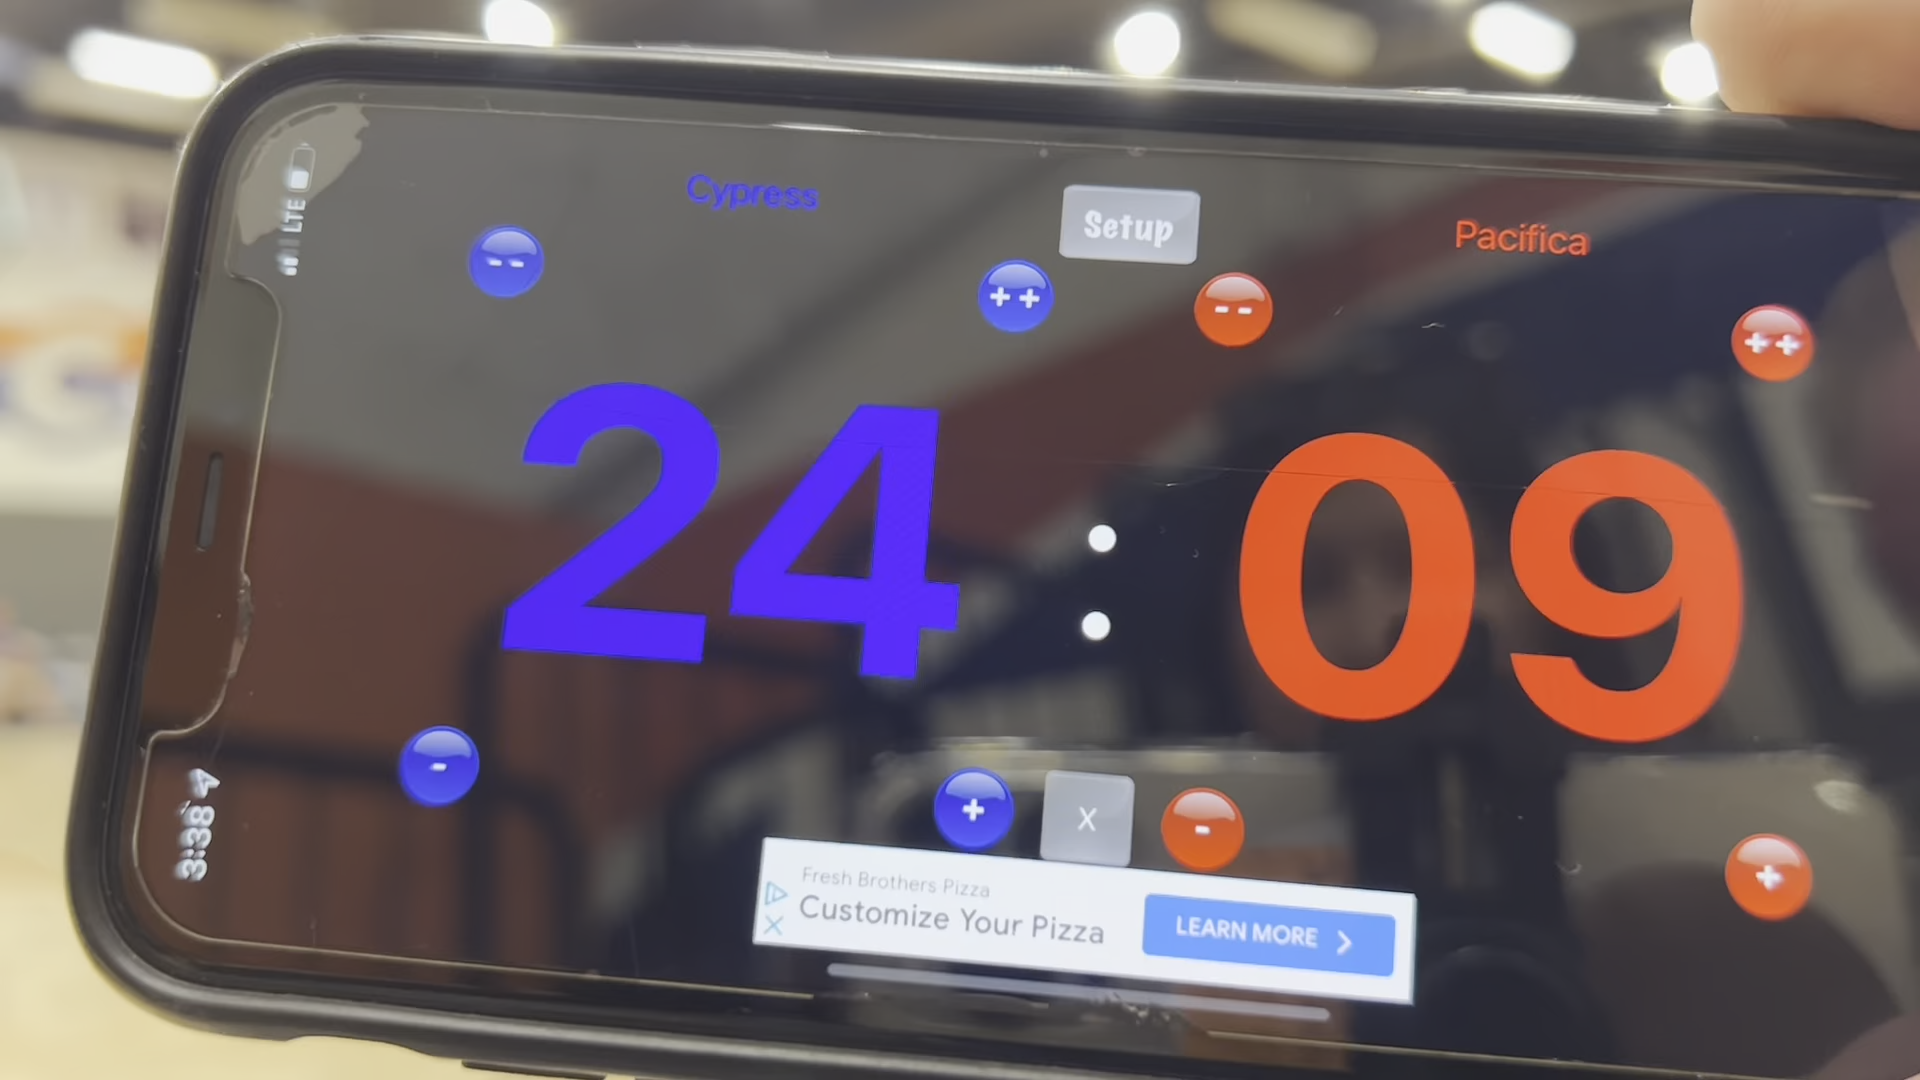 Cypress
Setup
Pacifica
--
++
--
++
24 : 09
-
+
X
-
+
LTE
3:38
Fresh Brothers Pizza
Customize Your Pizza
LEARN MORE